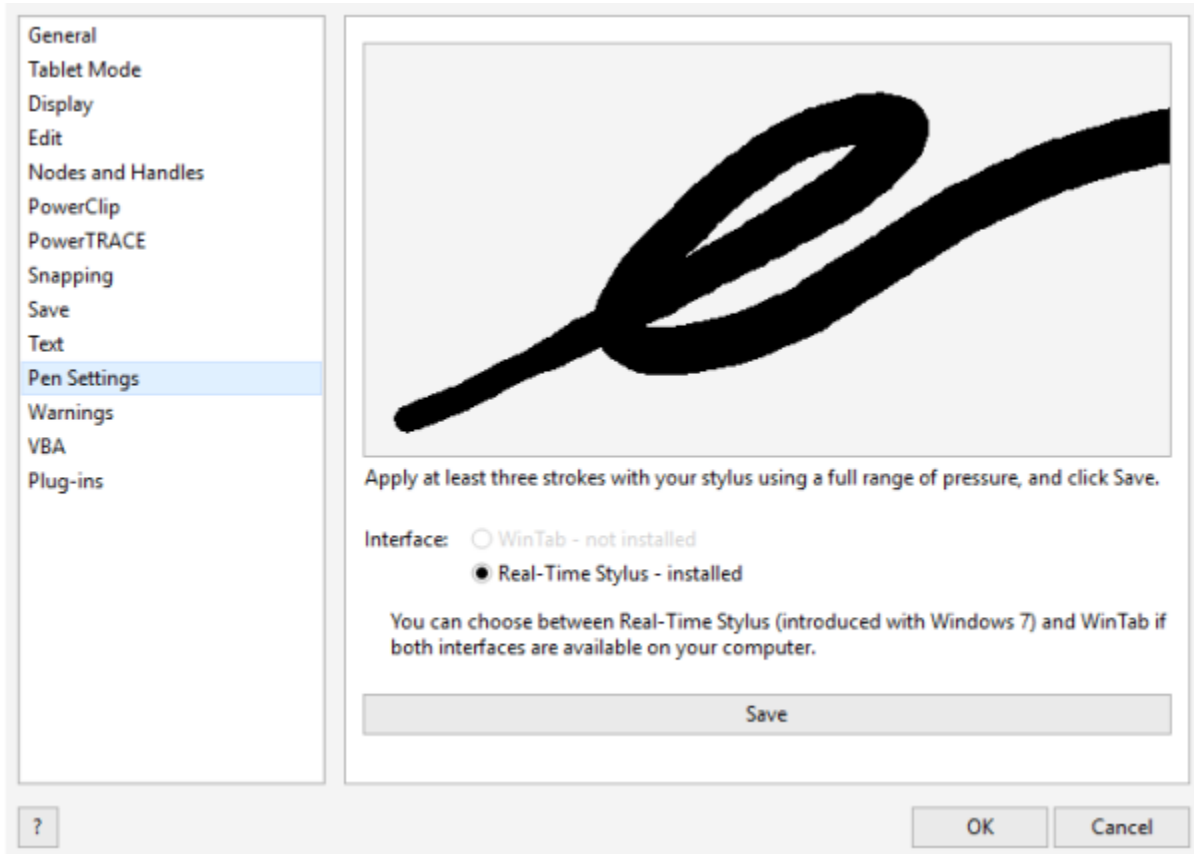 General
Tablet Mode
Display
Edit
Nodes and Handles
PowerClip
PowerTRACE
Snapping
Save
Text
Pen Settings
Warnings
VBA
Plug-ins
Apply at least three strokes with your stylus using a full range of pressure, and click Save.
Interface: WinTab - not installed
Real-Time Stylus - installed
You can choose between Real-Time Stylus (introduced with Windows 7) and WinTab if
both interfaces are available on your computer.
Save
? OK Cancel